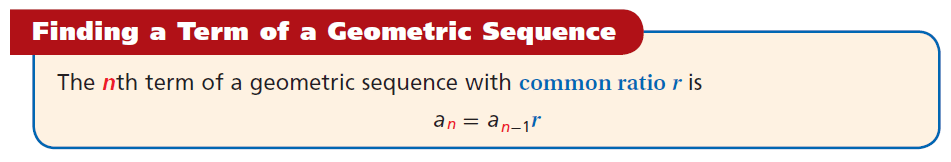 Finding a Term of a Geometric Sequence
The nth term of a geometric sequence with common ratio r is
aₙ = aₙ₋₁r